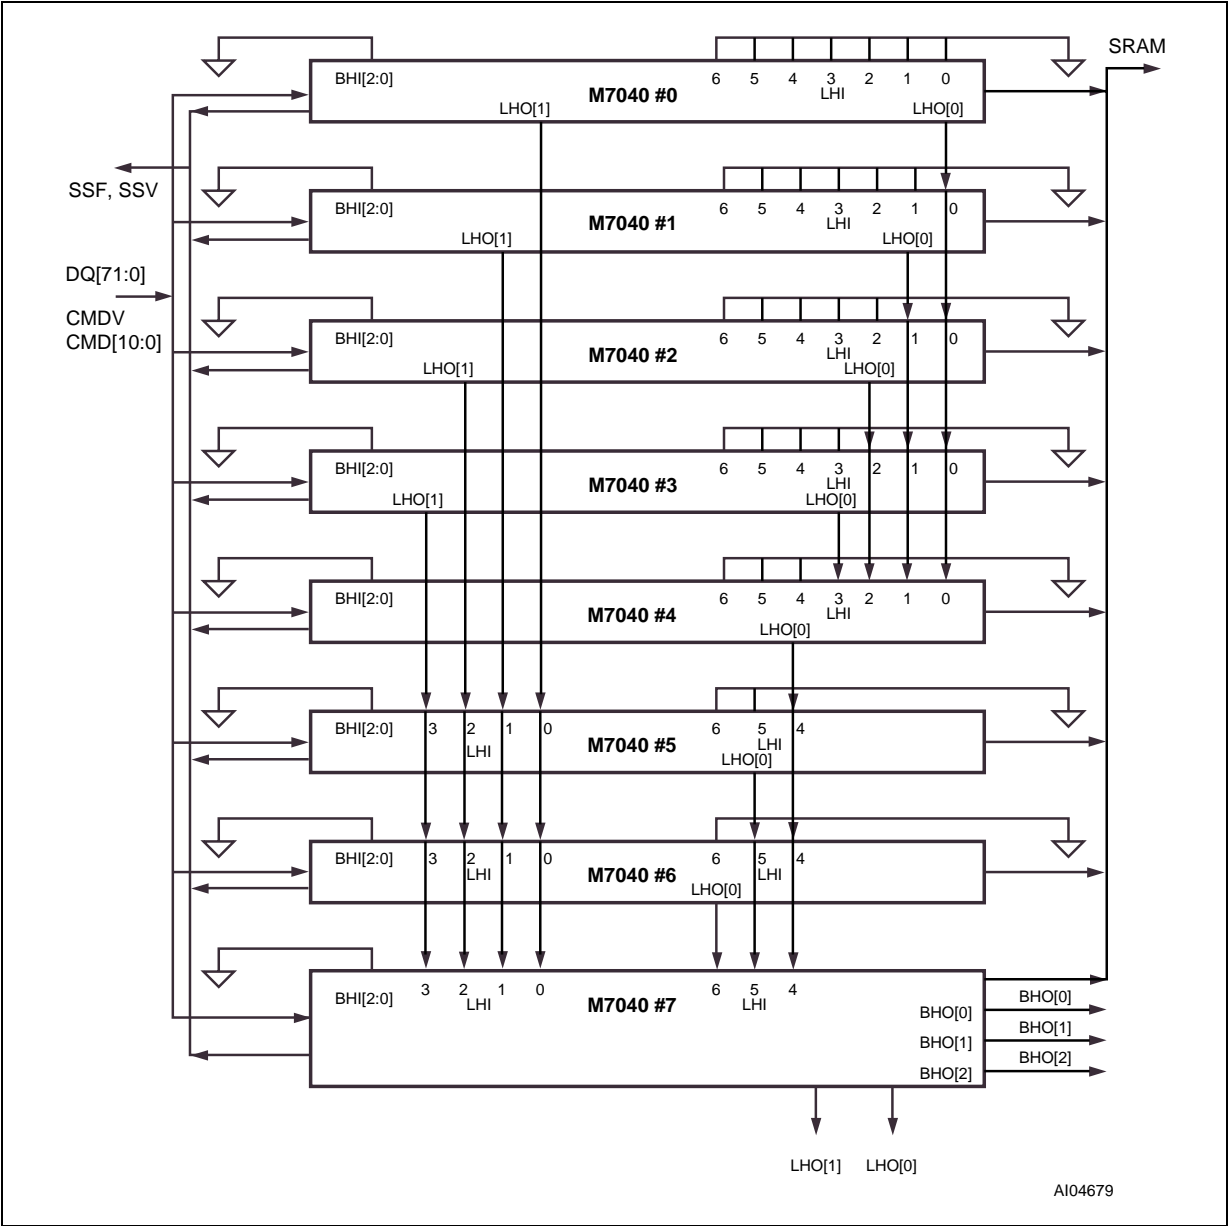 SRAM
BHI[2:0] 6 5 4 3 2 1 0
M7040 #0 LHI
LHO[1] LHO[0]
SSF, SSV
BHI[2:0] 6 5 4 3 2 1 0
M7040 #1 LHI
LHO[1] LHO[0]
DQ[71:0]
CMDV
CMD[10:0]
BHI[2:0] 6 5 4 3 2 1 0
M7040 #2 LHI
LHO[1] LHO[0]
BHI[2:0] 6 5 4 3 2 1 0
M7040 #3 LHI
LHO[1] LHO[0]
BHI[2:0] 6 5 4 3 2 1 0
M7040 #4 LHI
LHO[0]
BHI[2:0] 3 2 1 0 6 5 4
LHI M7040 #5 LHI
LHO[0]
BHI[2:0] 3 2 1 0 6 5 4
LHI M7040 #6 LHI
LHO[0]
BHI[2:0] 3 2 1 0 6 5 4
LHI M7040 #7 LHI
BHO[0] BHO[0]
BHO[1] BHO[1]
BHO[2] BHO[2]
LHO[1] LHO[0]
AI04679